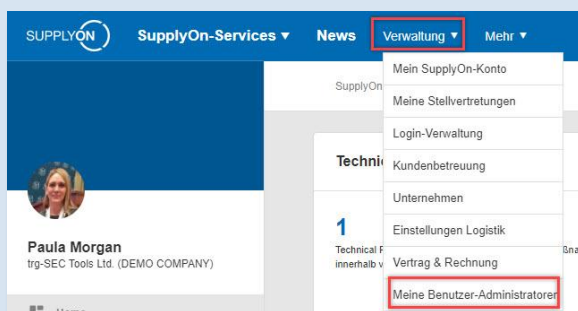 SUPPLYON SupplyOn-Services ▾ News Verwaltung ▾ Mehr ▾
Mein SupplyOn-Konto
SupplyOn
Meine Stellvertretungen
Login-Verwaltung
Techni
Kundenbetreuung
Unternehmen
1
Einstellungen Logistik
Technical
innerhalb
Vertrag & Rechnung
Paula Morgan
trg-SEC Tools Ltd. (DEMO COMPANY)
Meine Benutzer-Administratoren
Home